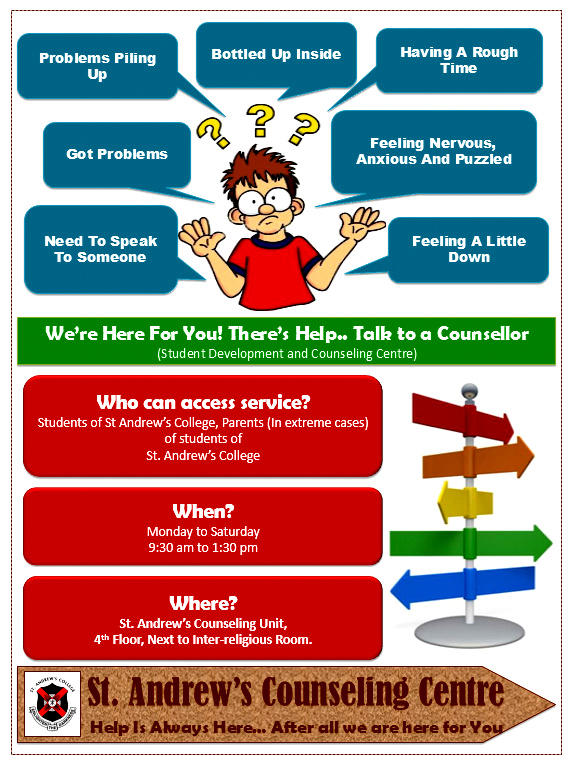 Problems Piling
Up
Bottled Up Inside
Having A Rough
Time
Got Problems
Feeling Nervous,
Anxious And Puzzled
Need To Speak
To Someone
Feeling A Little
Down
We're Here For You! There's Help.. Talk to a Counsellor
(Student Development and Counseling Centre)
Who can access service?
Students of St Andrew's College, Parents (In extreme cases)
of students of
St. Andrew's College
When?
Monday to Saturday
9:30 am to 1:30 pm
Where?
St. Andrew's Counseling Unit,
4th Floor, Next to Inter-religious Room.
ST. ANDREW'S COLLEGE
St. Andrew's Counseling Centre
Help Is Always Here... After all we are here for You